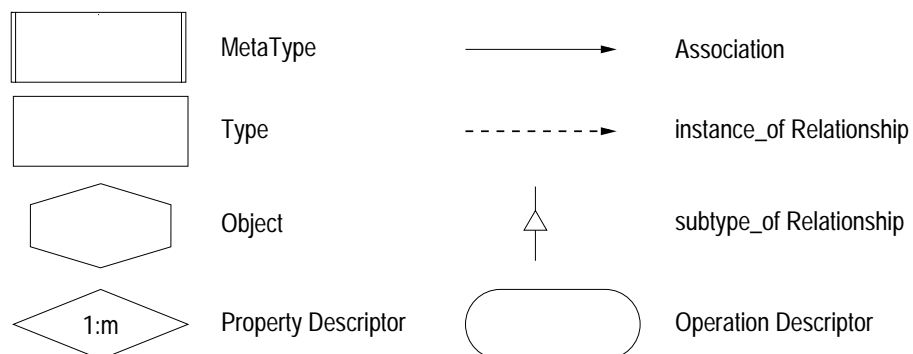 MetaType
Association
Type
instance_of Relationship
Object
subtype_of Relationship
1:m
Property Descriptor
Operation Descriptor